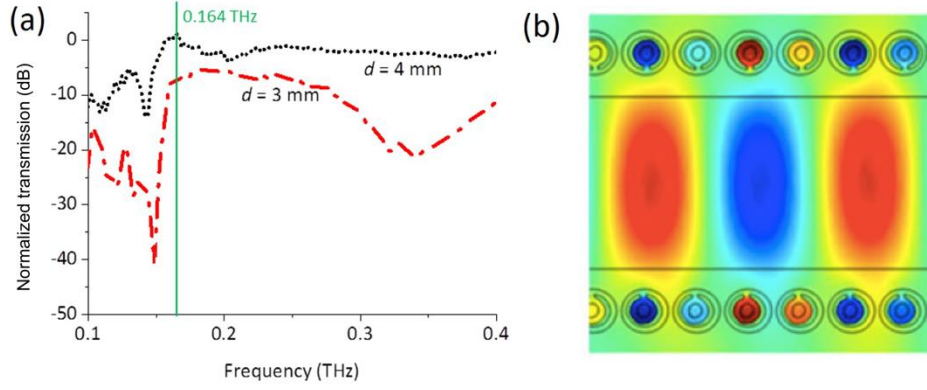 (a)
0.164 THz
(b)
Normalized transmission (dB)
0
-10
-20
-30
-40
-50
d = 4 mm
d = 3 mm
0.1
0.2
0.3
0.4
Frequency (THz)